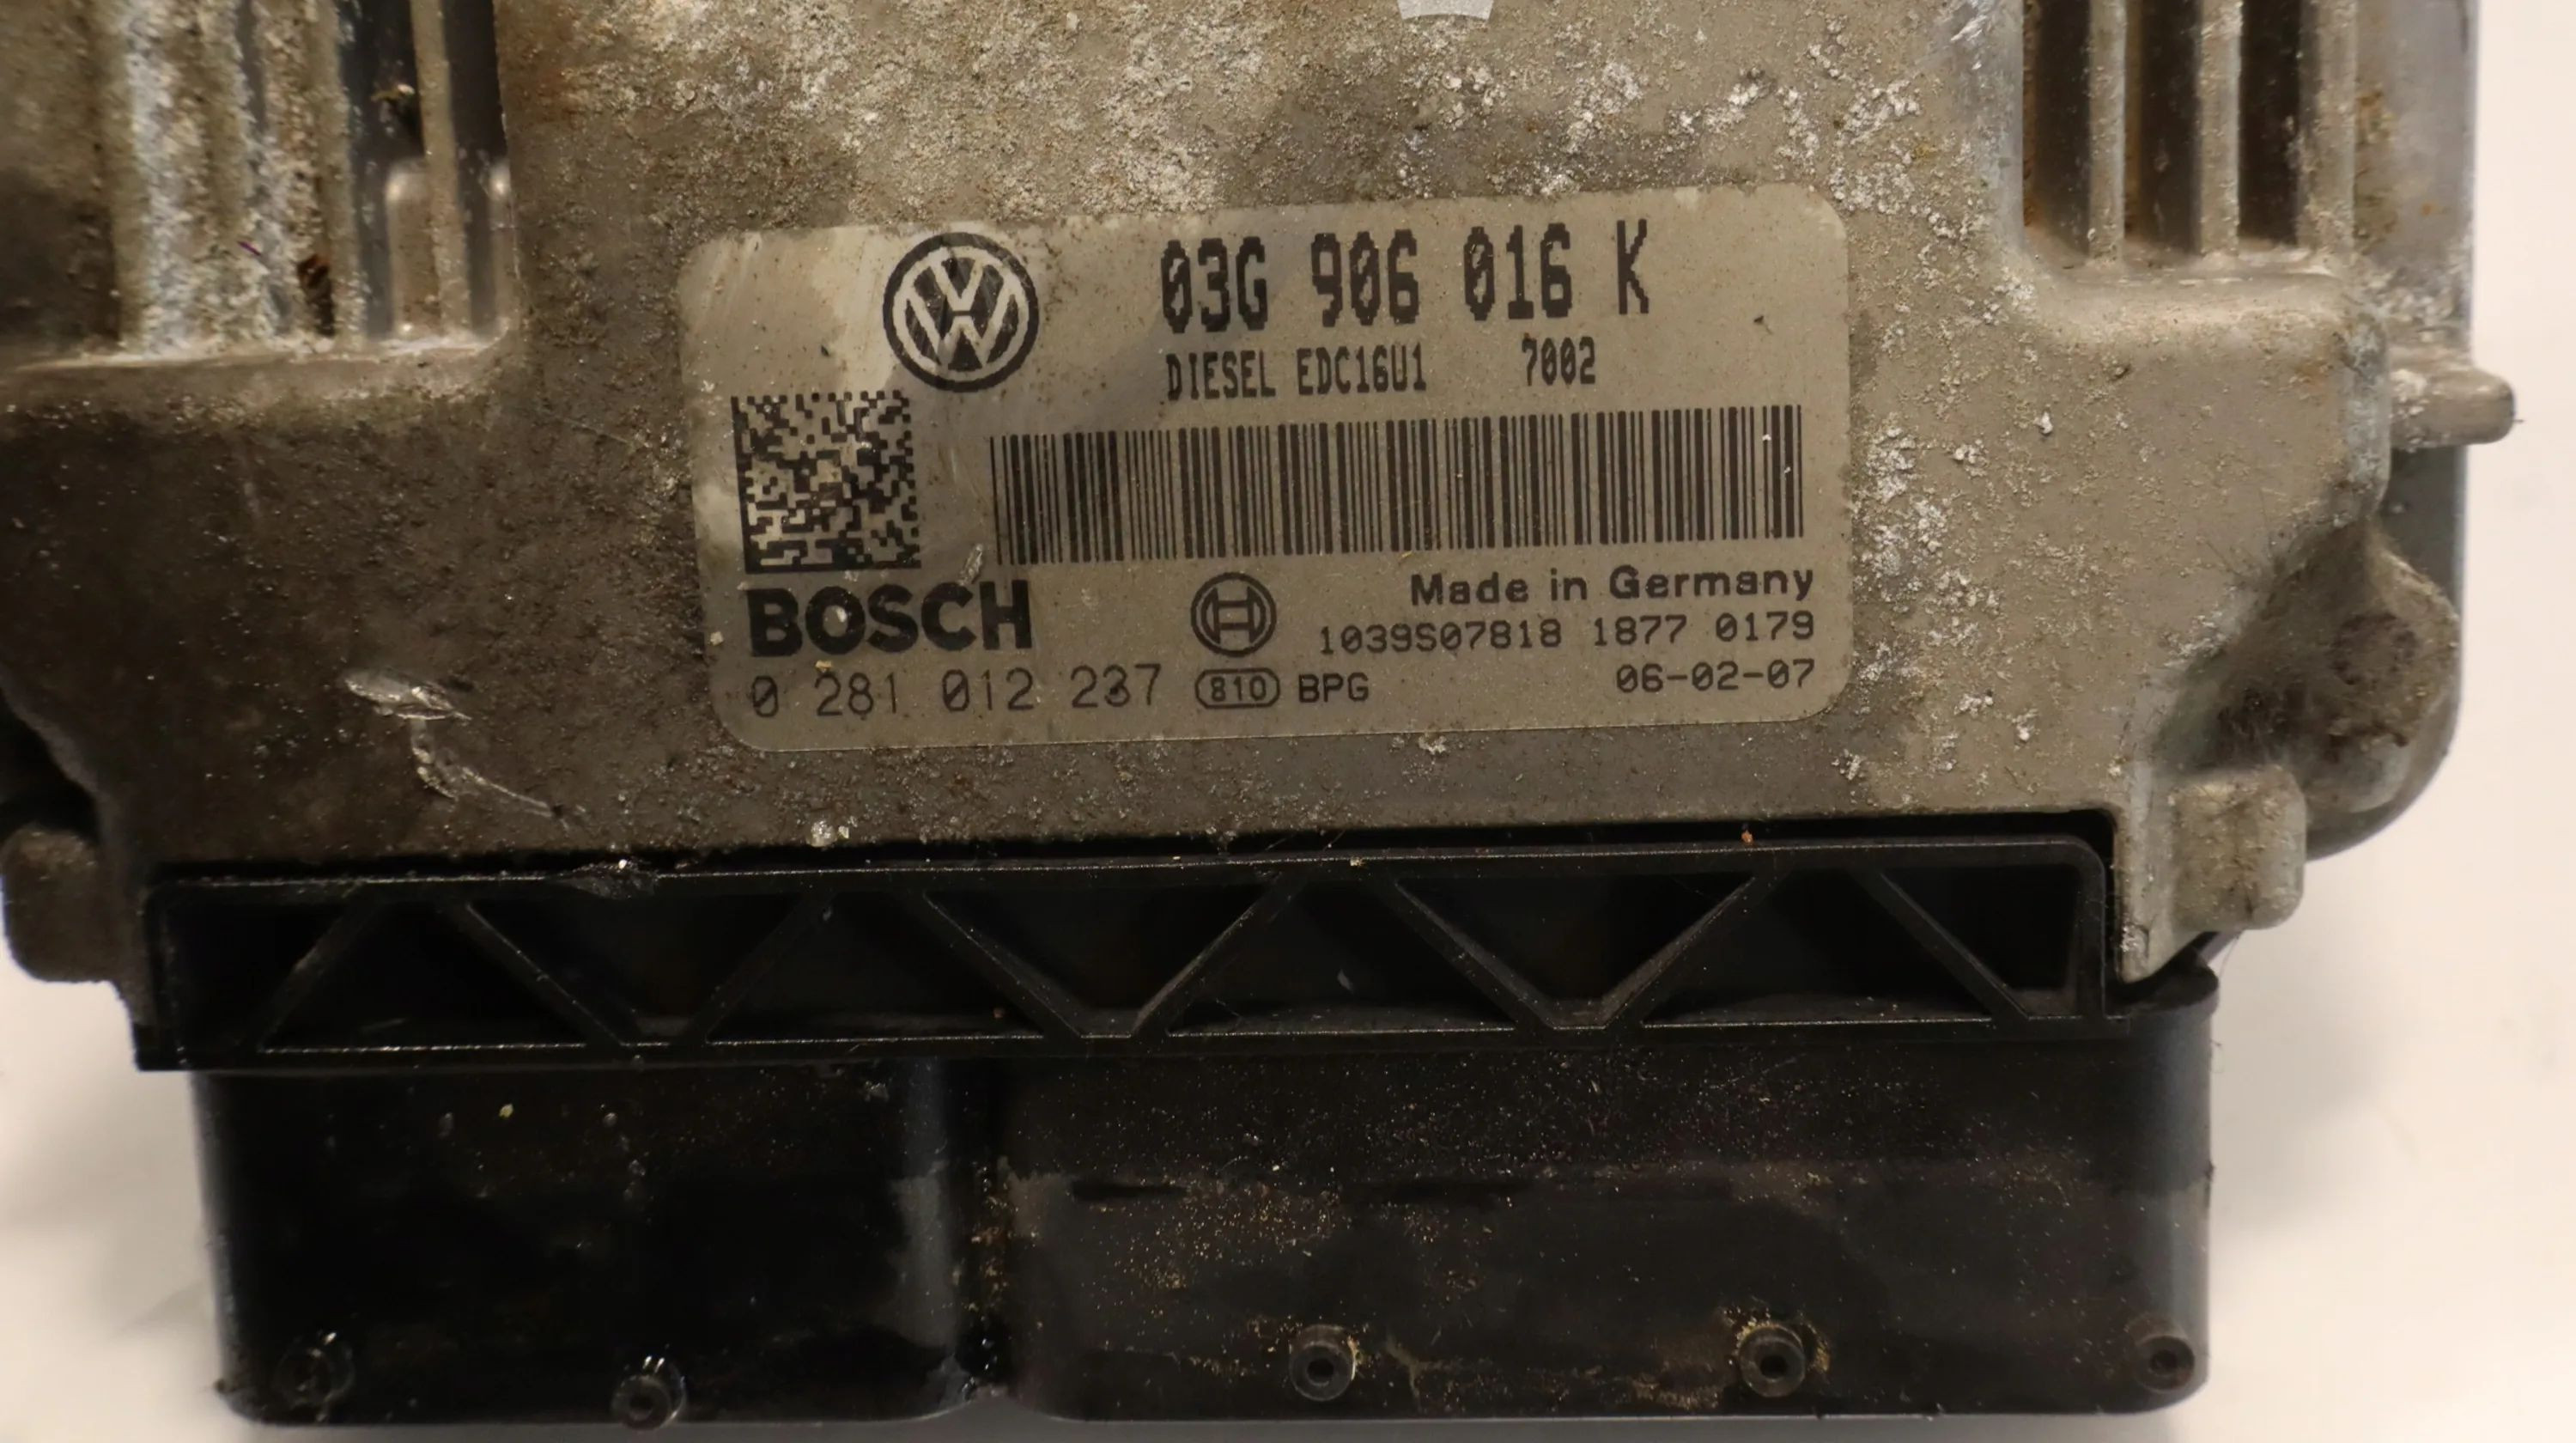 03G 906 016 K
DIESEL EDC16U1 7002
BOSCH
Made in Germany
1039S07818 1877 0179
0 281 012 237 810 BPG 06-02-07